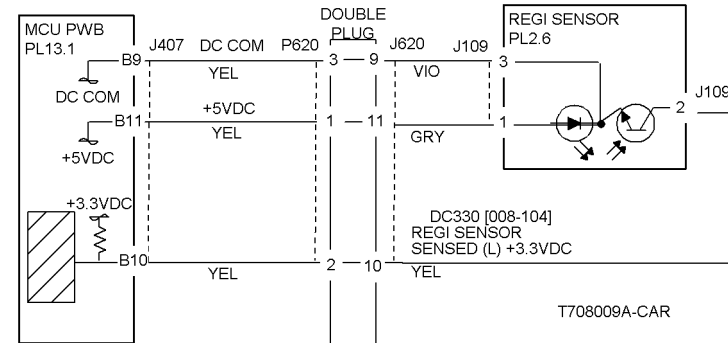 DOUBLE
PLUG
MCU PWB
PL13.1
REGI SENSOR
PL2.6
B9
J407
DC COM
P620
3
9
J620
J109
3
YEL
VIO
DC COM
+5VDC
J109
2
B11
1
11
1
YEL
GRY
+5VDC
+3.3VDC
DC330 [008-104]
REGI SENSOR
SENSED (L) +3.3VDC
B10
2
10
YEL
YEL
T708009A-CAR